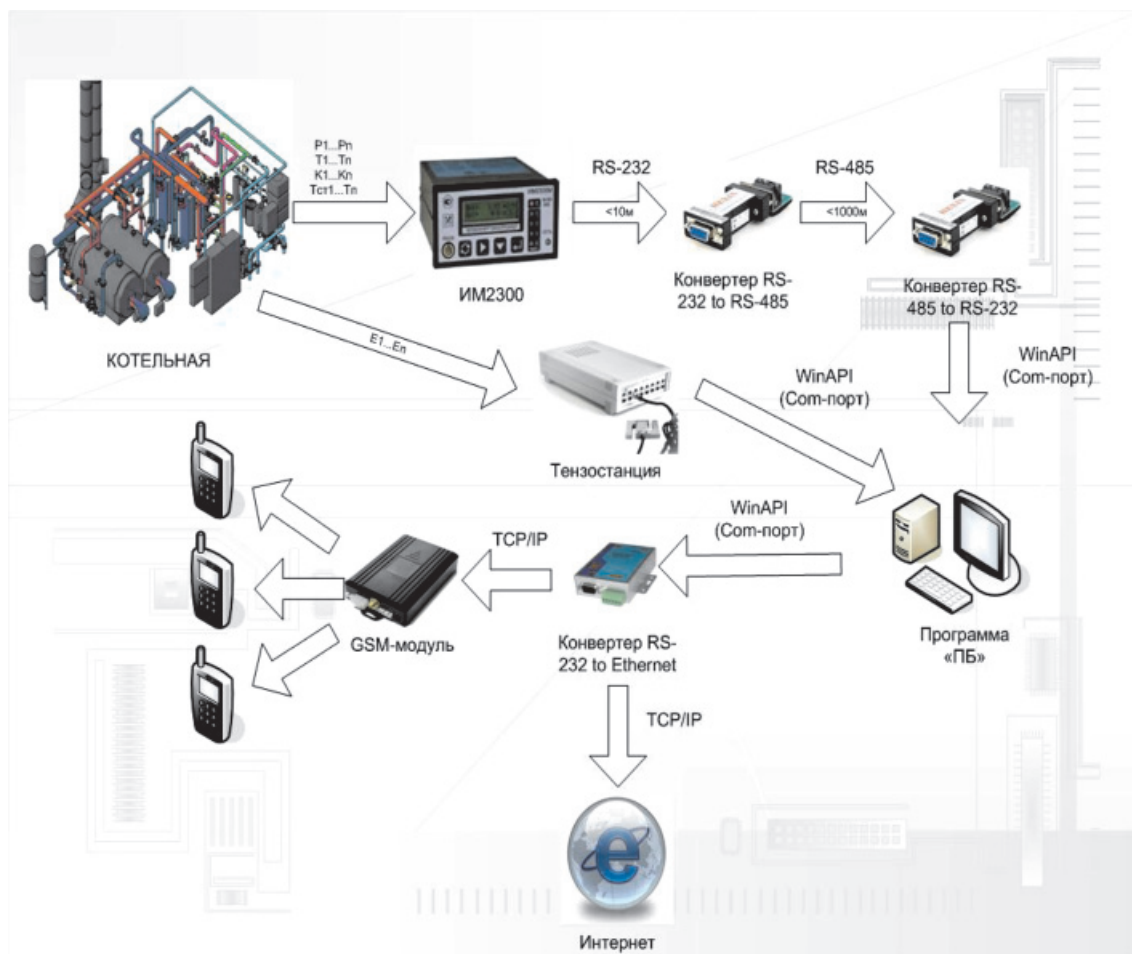 P1...Pn
T1...Tn
K1...Kn
Tст1...Tn
RS-232
<10м
RS-485
<1000м
ИМ2300
Конвертер RS-
232 to RS-485
Конвертер RS-
485 to RS-232
КОТЕЛЬНАЯ
E1...En
WinAPI
(Com-порт)
WinAPI
(Com-порт)
Тензостанция
WinAPI
(Com-порт)
TCP/IP
GSM-модуль
Конвертер RS-
232 to Ethernet
Программа
«ПБ»
TCP/IP
Интернет